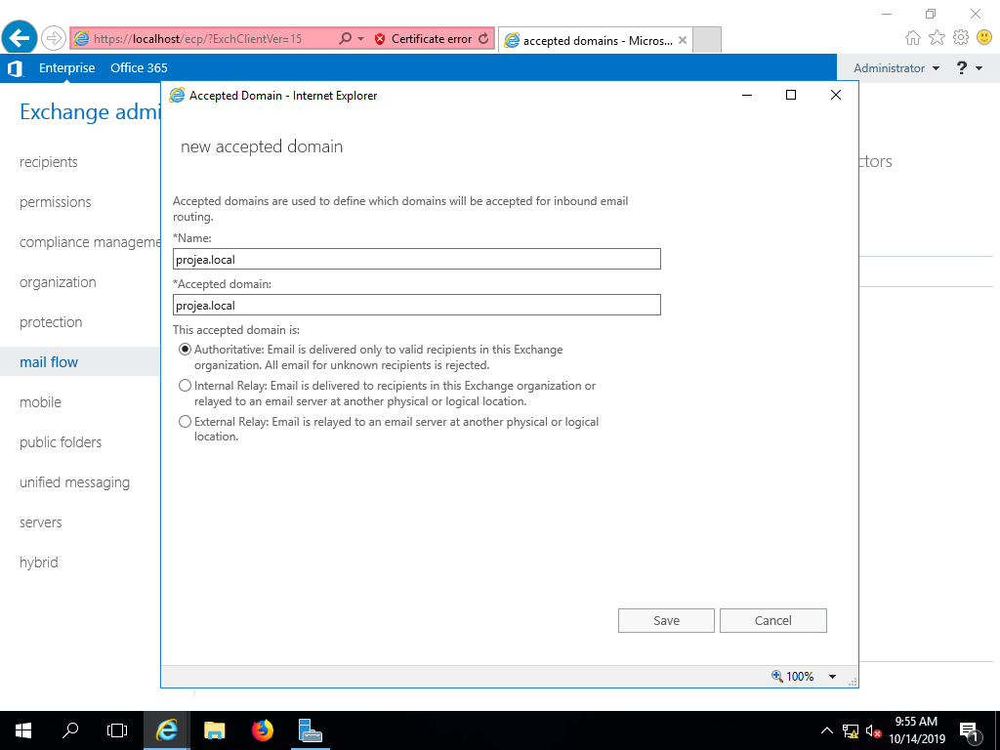 https://localhost/ecp/?ExchClientVer=15
Certificate error
accepted domains - Micros...
Enterprise
Office 365
Administrator
?
Accepted Domain - Internet Explorer
Exchange admi
new accepted domain
recipients
ctors
permissions
Accepted domains are used to define which domains will be accepted for inbound email
routing.
compliance manageme
*Name:
projea.local
organization
*Accepted domain:
projea.local
protection
This accepted domain is:
Authoritative: Email is delivered only to valid recipients in this Exchange
organization. All email for unknown recipients is rejected.
mail flow
Internal Relay: Email is delivered to recipients in this Exchange organization or
relayed to an email server at another physical or logical location.
mobile
External Relay: Email is relayed to an email server at another physical or logical
location.
public folders
unified messaging
servers
hybrid
Save
Cancel
100%
9:55 AM
10/14/2019
1